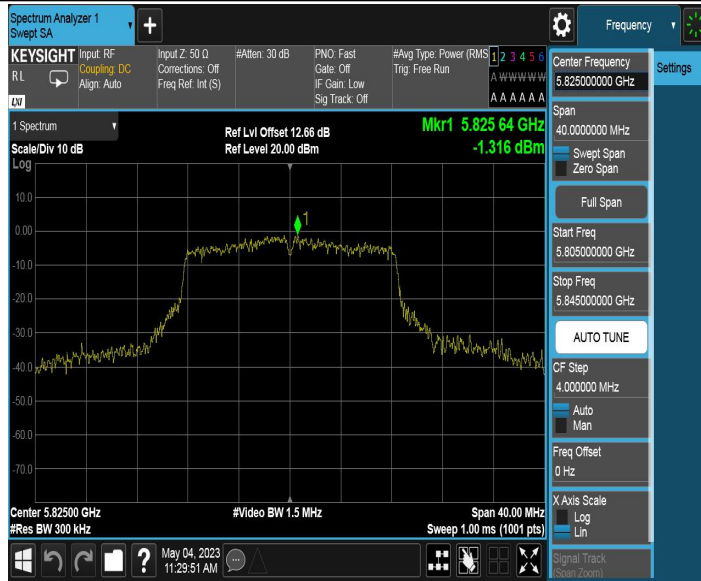 Spectrum Analyzer 1
Swept SA
+
Frequency
KEYSIGHT
RL
LXI
Input: RF
Coupling: DC
Align: Auto
Input Z: 50 Ω
Corrections: Off
Freq Ref: Int (S)
#Atten: 30 dB
PNO: Fast
Gate: Off
IF Gain: Low
Sig Track: Off
#Avg Type: Power (RMS
Trig: Free Run
1 2 3 4 5 6
A W W W W W
A A A A A A
1 Spectrum
Scale/Div 10 dB
Log
Ref Lvl Offset 12.66 dB
Ref Level 20.00 dBm
Mkr1 5.825 64 GHz
-1.316 dBm
1
10.0
0.00
-10.0
-20.0
-30.0
-40.0
-50.0
-60.0
-70.0
Center 5.82500 GHz
#Res BW 300 kHz
#Video BW 1.5 MHz
Span 40.00 MHz
Sweep 1.00 ms (1001 pts)
May 04, 2023
11:29:51 AM
?
Center Frequency
5.825000000 GHz
Settings
Span
40.0000000 MHz
Swept Span
Zero Span
Full Span
Start Freq
5.805000000 GHz
Stop Freq
5.845000000 GHz
AUTO TUNE
CF Step
4.000000 MHz
Auto
Man
Freq Offset
0 Hz
X Axis Scale
Log
Lin
Signal Track
(Span Zoom)